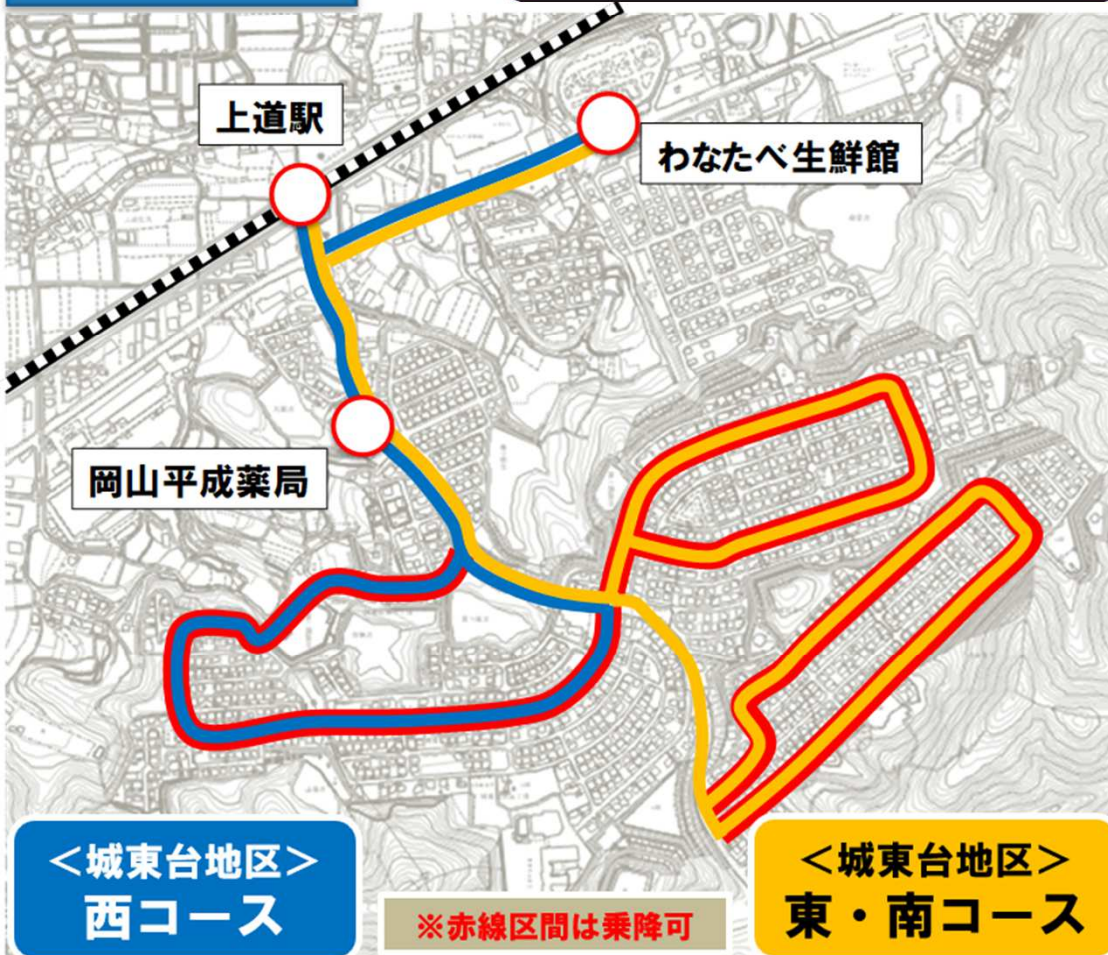 上道駅
わなたべ生鮮館
岡山平成薬局
＜城東台地区＞
西コース
※赤線区間は乗降可
＜城東台地区＞
東・南コース